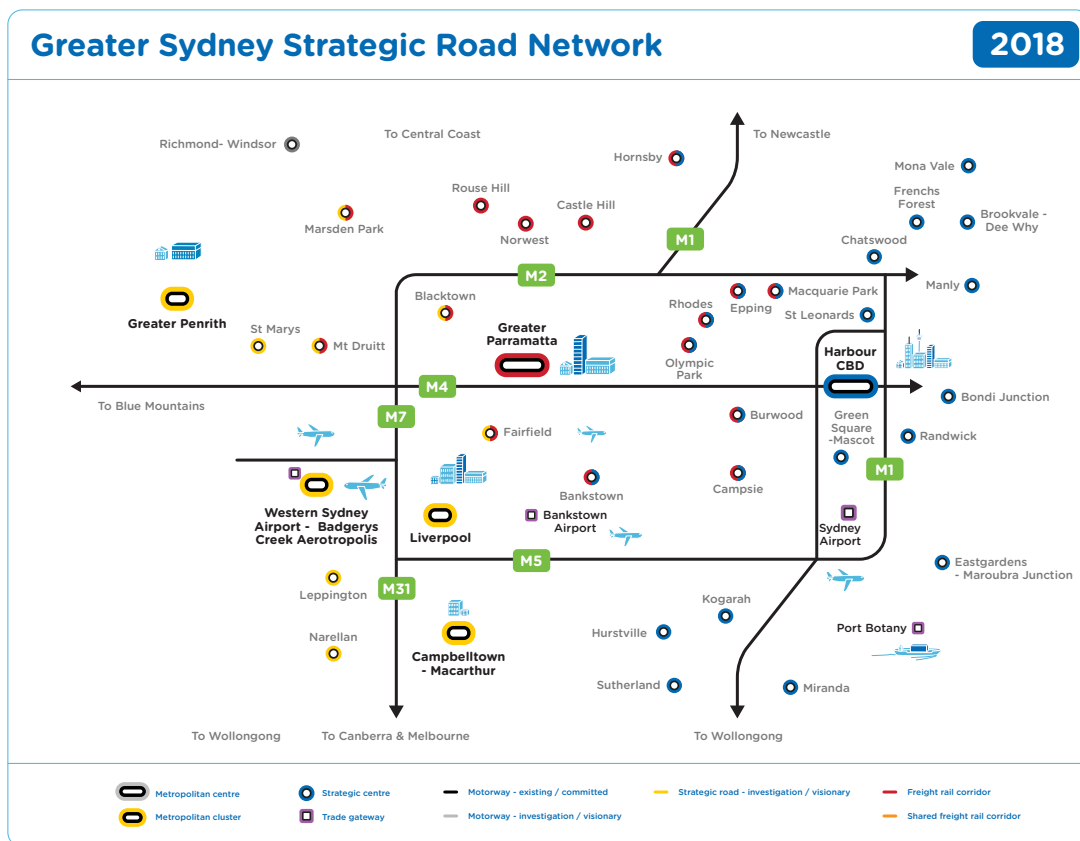 Greater Sydney Strategic Road Network
2018
To Central Coast
To Newcastle
Richmond- Windsor
Hornsby
Mona Vale
Rouse Hill
Castle Hill
Frenchs
Forest
Marsden Park
Norwest
Brookvale -
Dee Why
M1
Chatswood
M2
Manly
Blacktown
Rhodes
Epping
Macquarie Park
St Leonards
Greater Penrith
St Marys
Mt Druitt
Greater
Parramatta
Olympic
Park
Harbour
CBD
M4
To Blue Mountains
M7
Bondi Junction
Burwood
Green
Square
-Mascot
Fairfield
Randwick
M1
Bankstown
Campsie
Western Sydney
Airport - Badgerys
Creek Aerotropolis
Liverpool
Bankstown
Airport
Sydney
Airport
M5
Eastgardens
- Maroubra Junction
Leppington
M31
Kogarah
Narellan
Hurstville
Port Botany
Campbelltown
- Macarthur
Sutherland
Miranda
To Wollongong
To Canberra & Melbourne
To Wollongong
Metropolitan centre
Strategic centre
Motorway - existing / committed
Strategic road - investigation / visionary
Freight rail corridor
Metropolitan cluster
Trade gateway
Motorway - investigation / visionary
Shared freight rail corridor